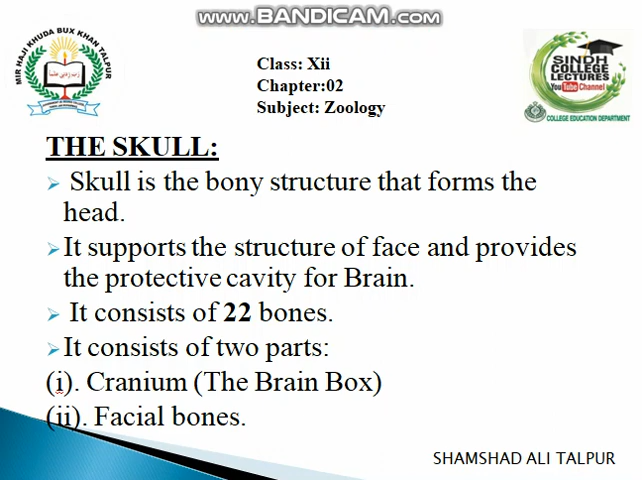 www.BANDICAM.com
MIR HAJI KHUDA BUX KHAN TALPUR
Class: Xii
Chapter:02
Subject: Zoology
SINDH
COLLEGE
LECTURES
YouTube Channel
COLLEGE EDUCATION DEPARTMENT
THE SKULL:
➢ Skull is the bony structure that forms the
head.
➢ It supports the structure of face and provides
the protective cavity for Brain.
➢ It consists of 22 bones.
➢ It consists of two parts:
(i). Cranium (The Brain Box)
(ii). Facial bones.
SHAMSHAD ALI TALPUR